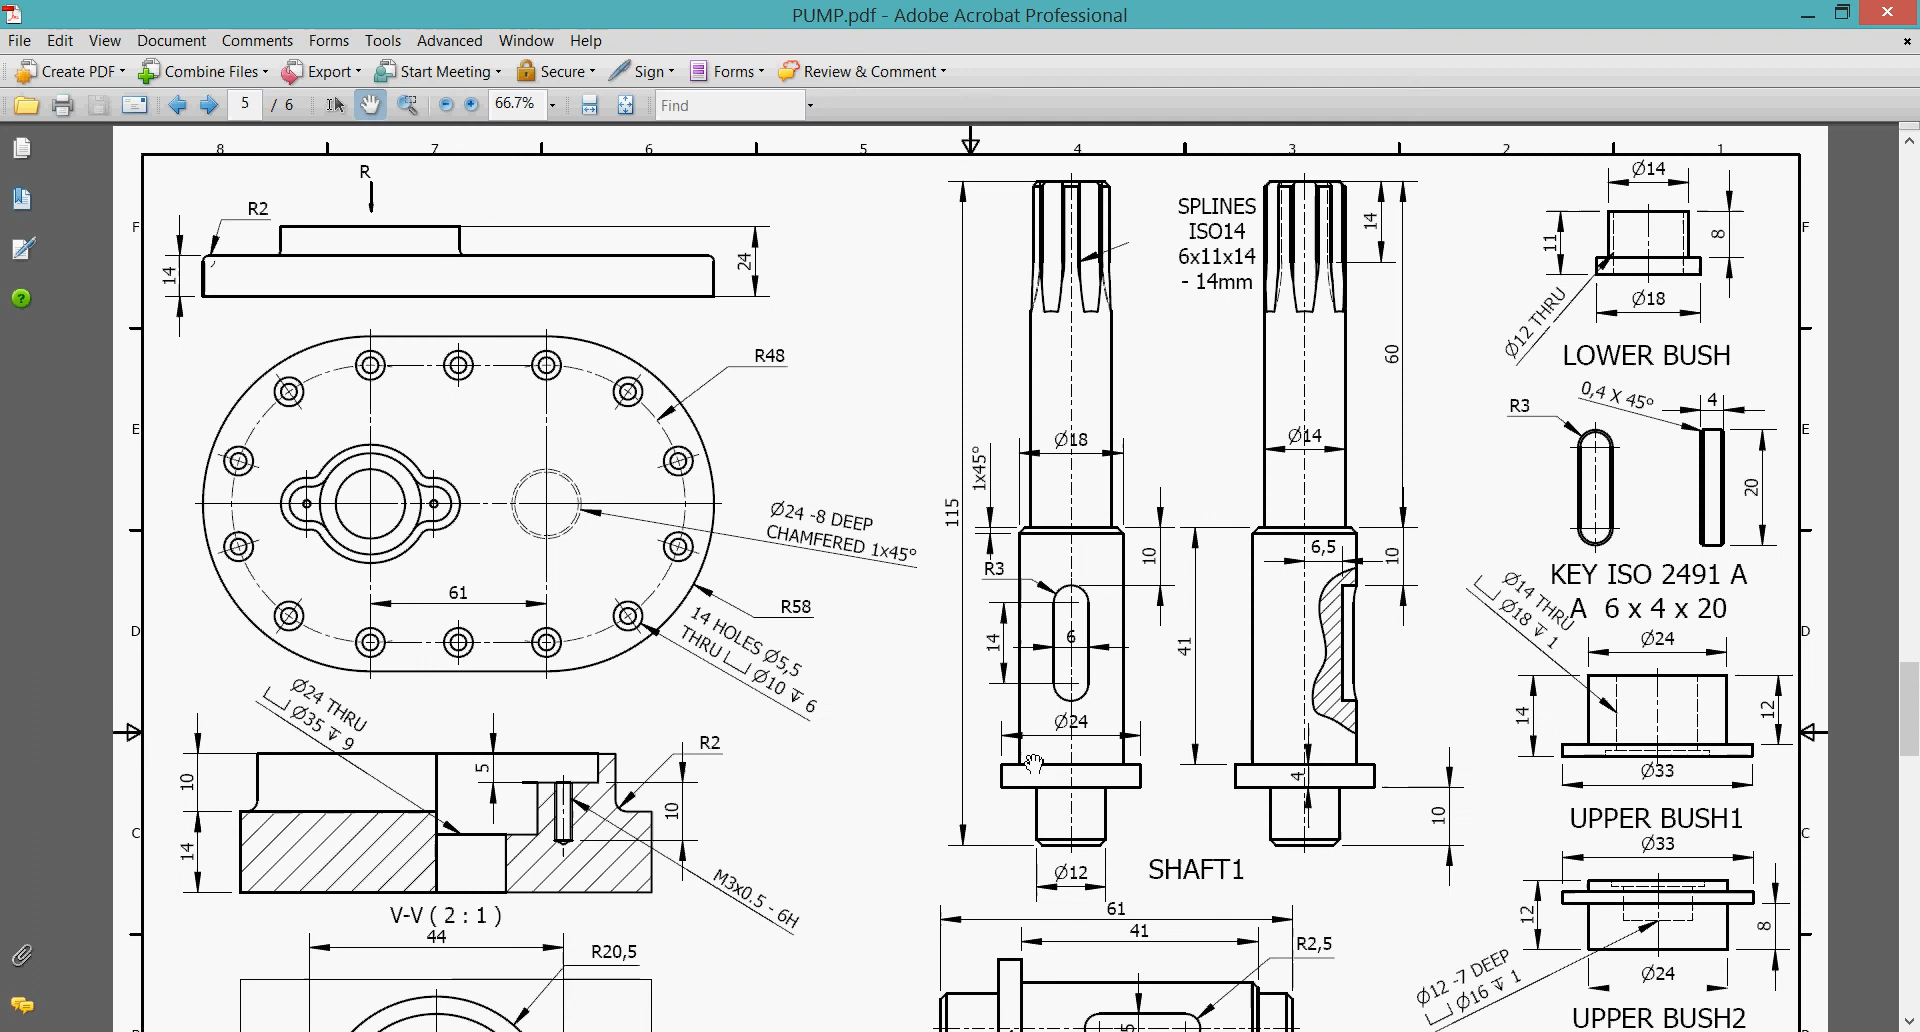 PUMP.pdf - Adobe Acrobat Professional
File Edit View Document Comments Forms Tools Advanced Window Help
Create PDF Combine Files Export Start Meeting Secure Sign Forms Review & Comment
5 / 6 66.7% Find
8 7 6 5 4 3 2 1
R
R2
14
24
F
SPLINES
ISO14
6x11x14
- 14mm
14
60
Ø14
11
8
Ø18
Ø12 THRU
LOWER BUSH
F
R48
E
Ø24 -8 DEEP
CHAMFERED 1x45°
61
R58
14 HOLES Ø5,5
THRU ⌴ Ø10 ↧ 6
D
115
1x45°
Ø18
Ø14
R3
10
14
6
41
6,5
10
Ø24
4
10
Ø12
SHAFT1
0,4 X 45°
R3
4
20
E
KEY ISO 2491 A
A 6 x 4 x 20
Ø14 THRU
⌴ Ø18 ↧ 1
D
Ø24
14
12
Ø33
UPPER BUSH1
C
Ø33
12
8
Ø24
Ø12 -7 DEEP
⌴ Ø16 ↧ 1
UPPER BUSH2
Ø24 THRU
⌴ Ø35 ↧ 9
10
5
R2
10
14
C
M3x0.5 - 6H
V-V ( 2 : 1 )
44
R20,5
61
41
R2,5